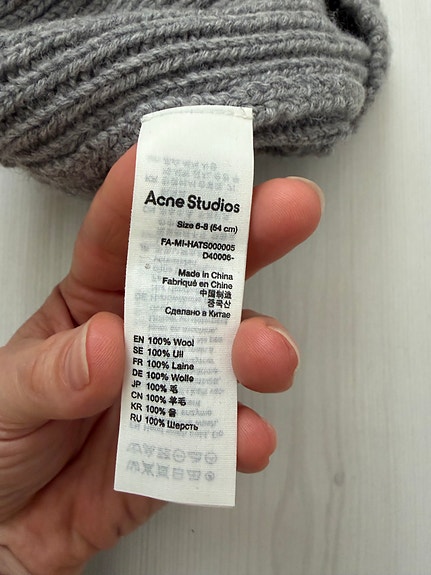 Acne Studios
Size 6-8 (54 cm)
FA-MI-HATS000005
D40006-
Made in China
Fabriqué en Chine
中国制造
중국산
Сделано в Китае
EN 100% Wool
SE 100% Ull
FR 100% Laine
DE 100% Wolle
JP 100% 毛
CN 100% 羊毛
KR 100% 울
RU 100% Шерсть